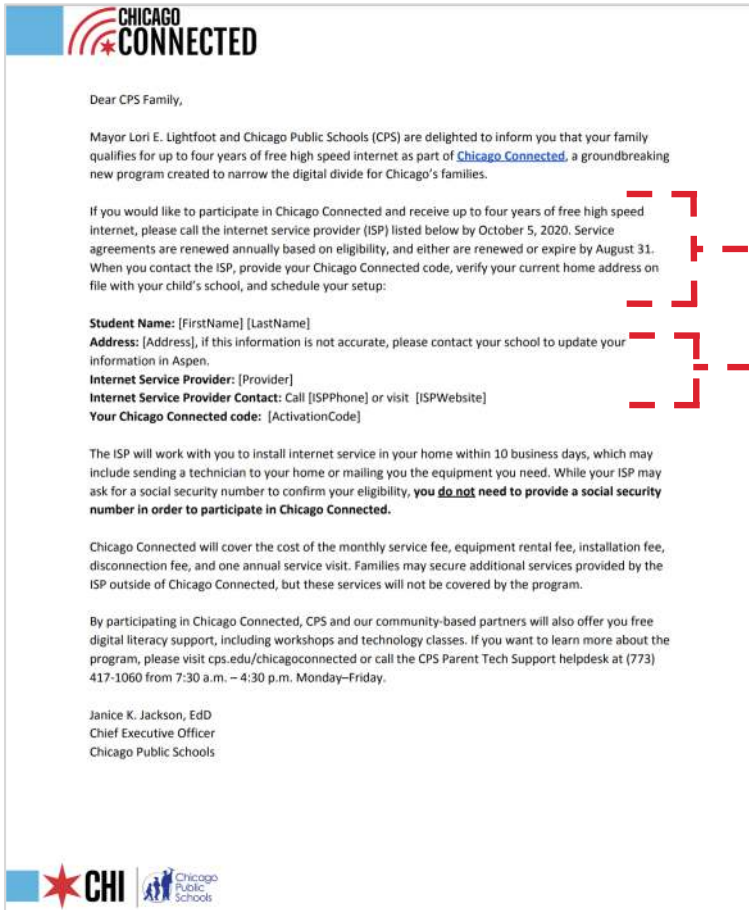 CHICAGO
CONNECTED
Dear CPS Family,
Mayor Lori E. Lightfoot and Chicago Public Schools (CPS) are delighted to inform you that your family
qualifies for up to four years of free high speed internet as part of Chicago Connected, a groundbreaking
new program created to narrow the digital divide for Chicago's families.
If you would like to participate in Chicago Connected and receive up to four years of free high speed
internet, please call the internet service provider (ISP) listed below by October 5, 2020. Service
agreements are renewed annually based on eligibility, and either are renewed or expire by August 31.
When you contact the ISP, provide your Chicago Connected code, verify your current home address on
file with your child's school, and schedule your setup:
Student Name: [FirstName] [LastName]
Address: [Address], if this information is not accurate, please contact your school to update your
information in Aspen.
Internet Service Provider: [Provider]
Internet Service Provider Contact: Call [ISPPhone] or visit [ISPWebsite]
Your Chicago Connected code: [ActivationCode]
The ISP will work with you to install internet service in your home within 10 business days, which may
include sending a technician to your home or mailing you the equipment you need. While your ISP may
ask for a social security number to confirm your eligibility, you do not need to provide a social security
number in order to participate in Chicago Connected.
Chicago Connected will cover the cost of the monthly service fee, equipment rental fee, installation fee,
disconnection fee, and one annual service visit. Families may secure additional services provided by the
ISP outside of Chicago Connected, but these services will not be covered by the program.
By participating in Chicago Connected, CPS and our community-based partners will also offer you free
digital literacy support, including workshops and technology classes. If you want to learn more about the
program, please visit cps.edu/chicagoconnected or call the CPS Parent Tech Support helpdesk at (773)
417-1060 from 7:30 a.m. – 4:30 p.m. Monday–Friday.
Janice K. Jackson, EdD
Chief Executive Officer
Chicago Public Schools
CHI
Chicago
Public
Schools